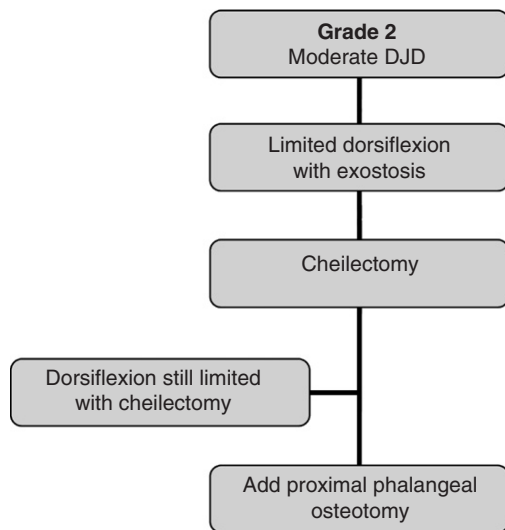 Grade 2
Moderate DJD
Limited dorsiflexion
with exostosis
Cheilectomy
Dorsiflexion still limited
with cheilectomy
Add proximal phalangeal
osteotomy